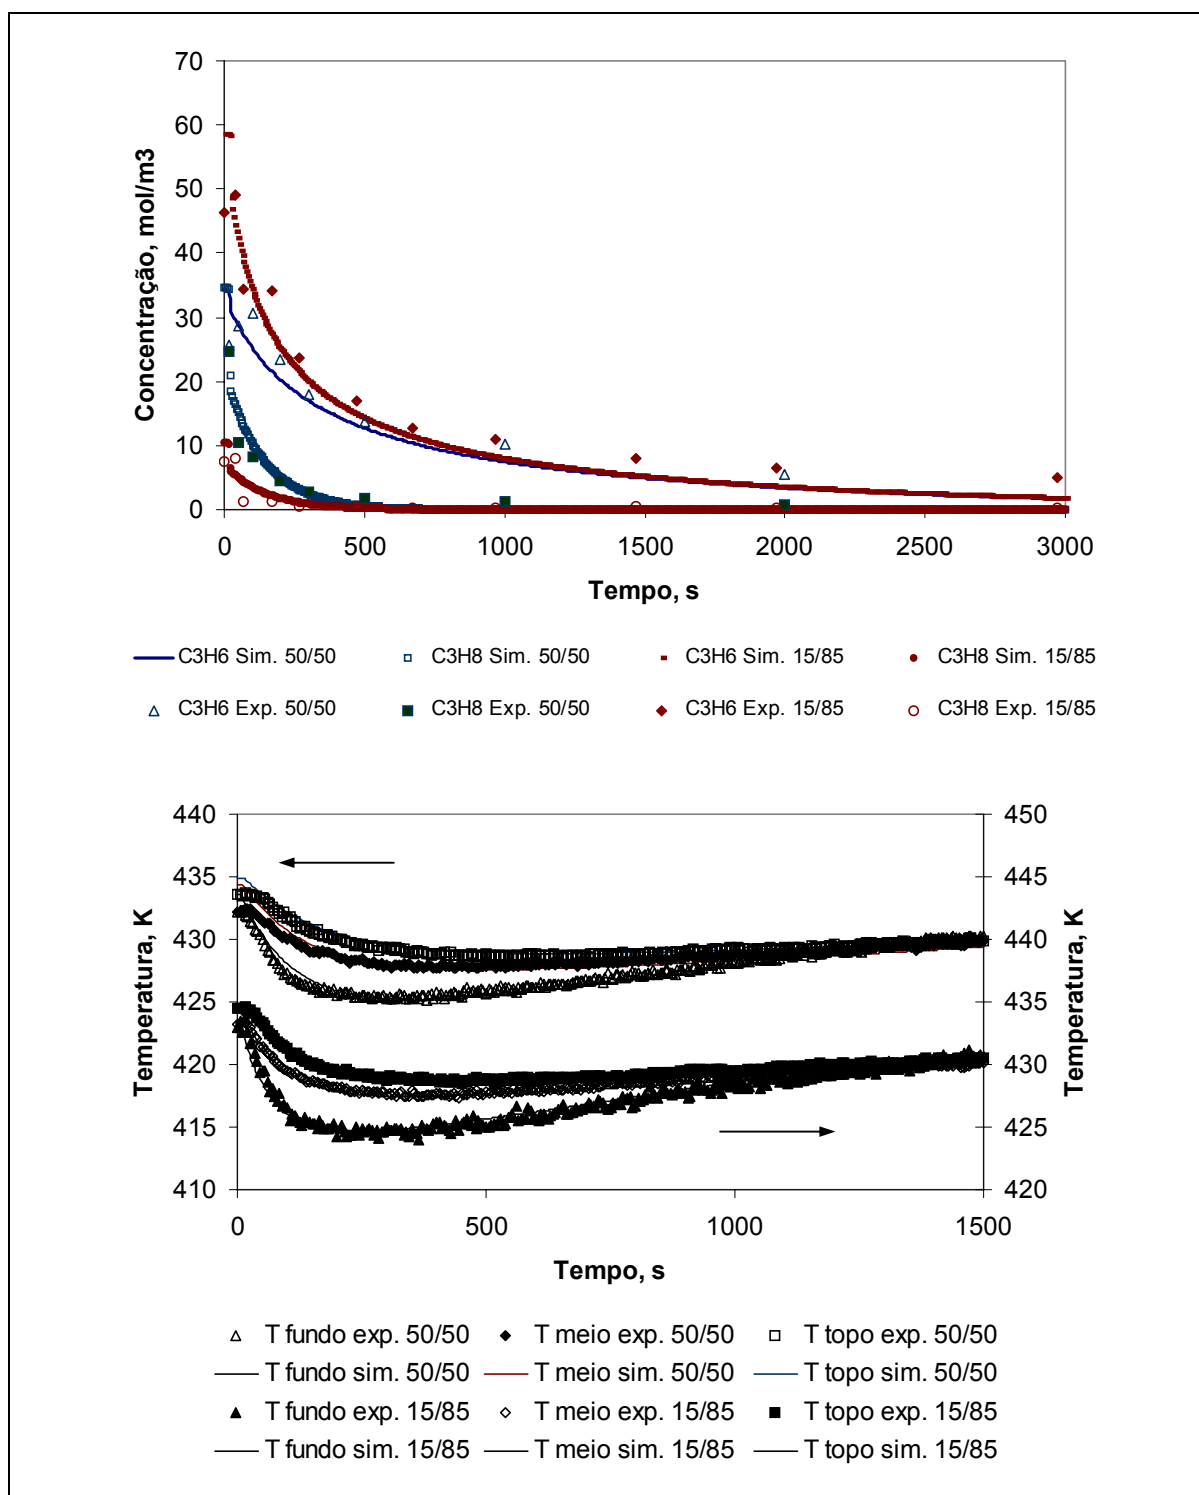 70
60
50
40
30
20
10
0
Concentração, mol/m3
0 500 1000 1500 2000 2500 3000
Tempo, s
C3H6 Sim. 50/50 C3H8 Sim. 50/50 C3H6 Sim. 15/85 C3H8 Sim. 15/85
C3H6 Exp. 50/50 C3H8 Exp. 50/50 C3H6 Exp. 15/85 C3H8 Exp. 15/85
440 450
435 445
430 440
425 435
420 430
415 425
410 420
Temperatura, K
Temperatura, K
0 500 1000 1500
Tempo, s
T fundo exp. 50/50 T meio exp. 50/50 T topo exp. 50/50
T fundo sim. 50/50 T meio sim. 50/50 T topo sim. 50/50
T fundo exp. 15/85 T meio exp. 15/85 T topo exp. 15/85
T fundo sim. 15/85 T meio sim. 15/85 T topo sim. 15/85